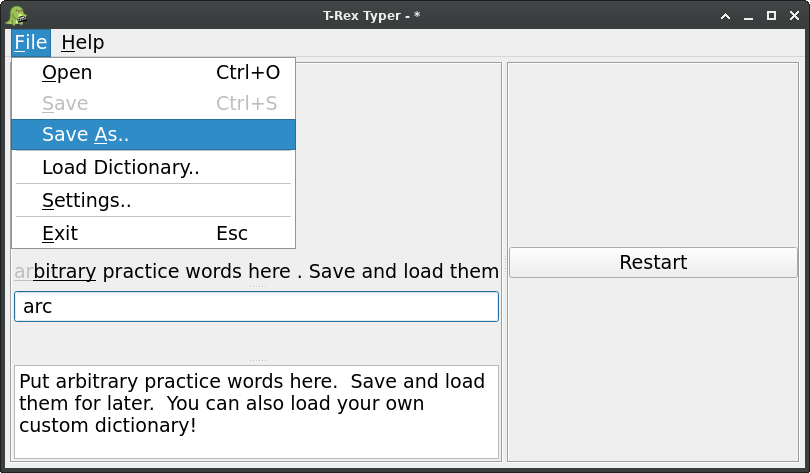 T-Rex Typer - *
File Help
Open Ctrl+O
Save Ctrl+S
Save As..
Load Dictionary..
Settings..
Exit Esc
arbitrary practice words here . Save and load them
arc
Put arbitrary practice words here.  Save and load
them for later.  You can also load your own
custom dictionary!
Restart